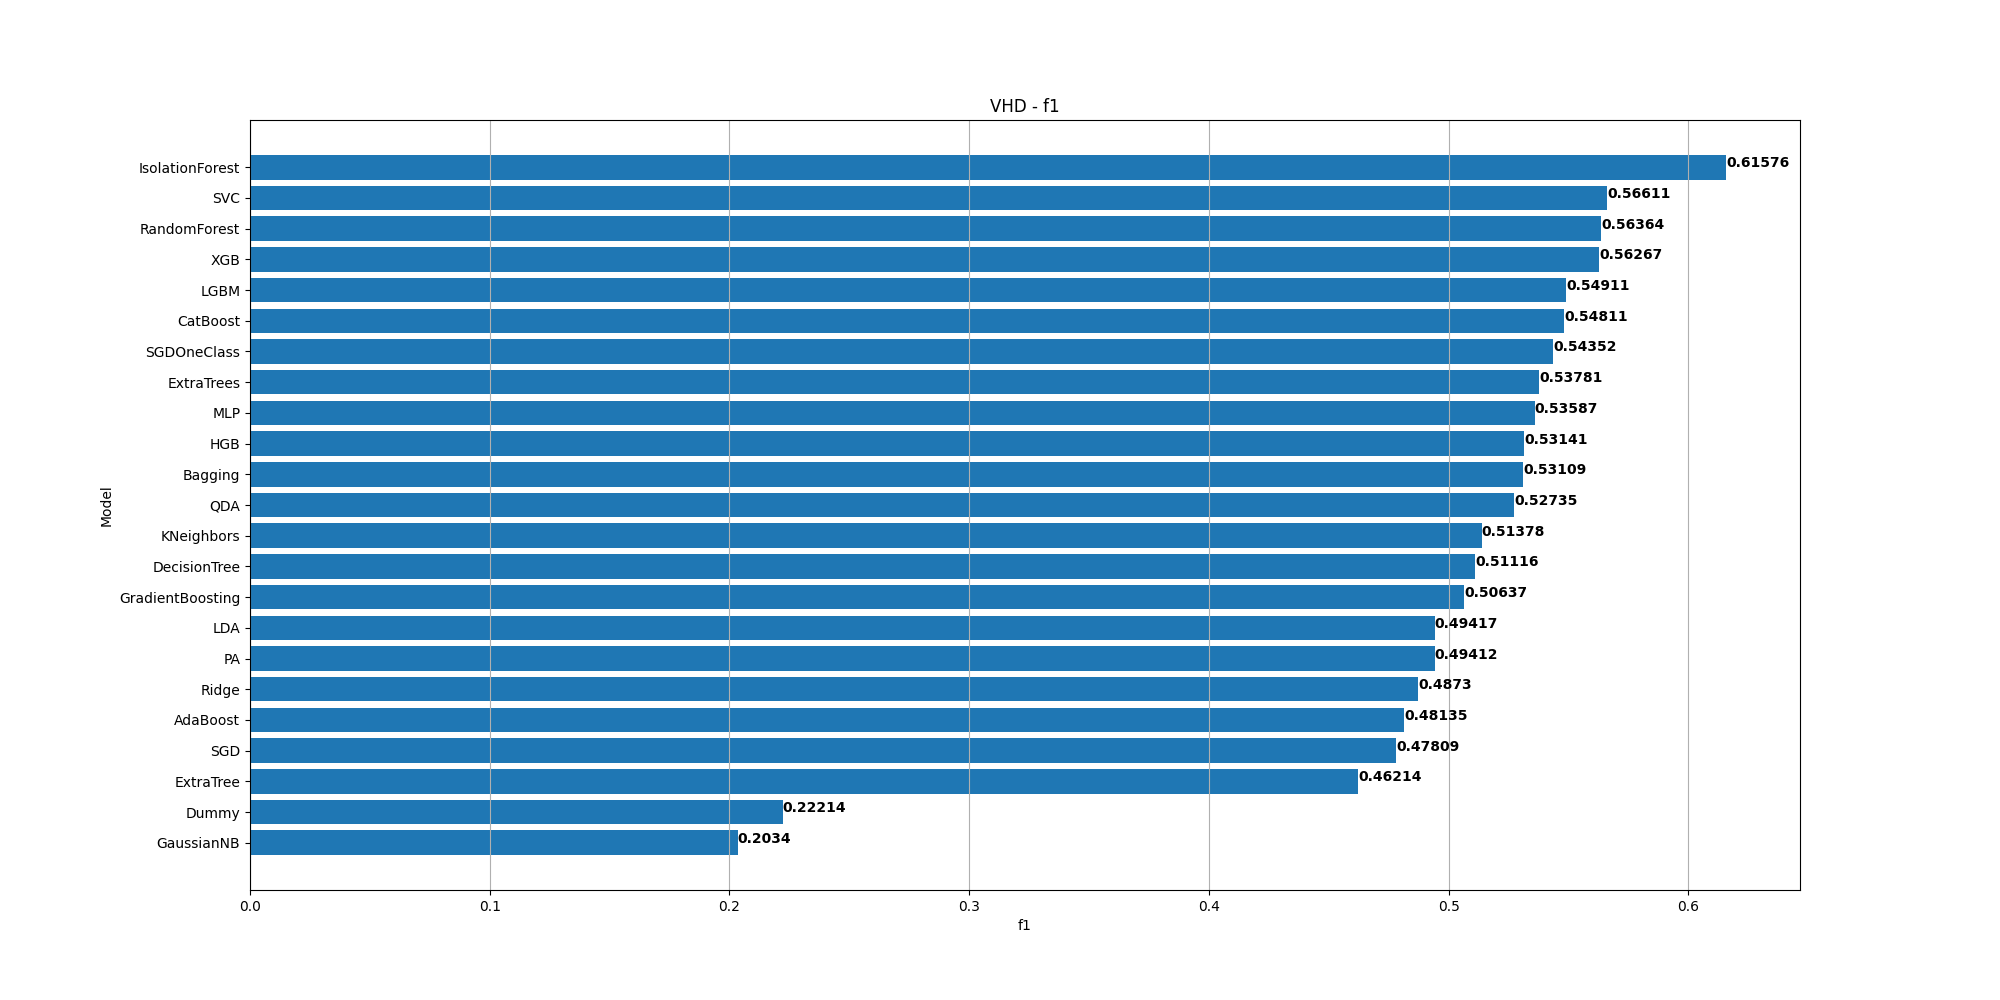 VHD - f1
IsolationForest 0.61576
SVC 0.56611
RandomForest 0.56364
XGB 0.56267
LGBM 0.54911
CatBoost 0.54811
SGDOneClass 0.54352
ExtraTrees 0.53781
MLP 0.53587
HGB 0.53141
Bagging 0.53109
QDA 0.52735
KNeighbors 0.51378
DecisionTree 0.51116
GradientBoosting 0.50637
LDA 0.49417
PA 0.49412
Ridge 0.4873
AdaBoost 0.48135
SGD 0.47809
ExtraTree 0.46214
Dummy 0.22214
GaussianNB 0.2034
Model
0.0 0.1 0.2 0.3 0.4 0.5 0.6
f1